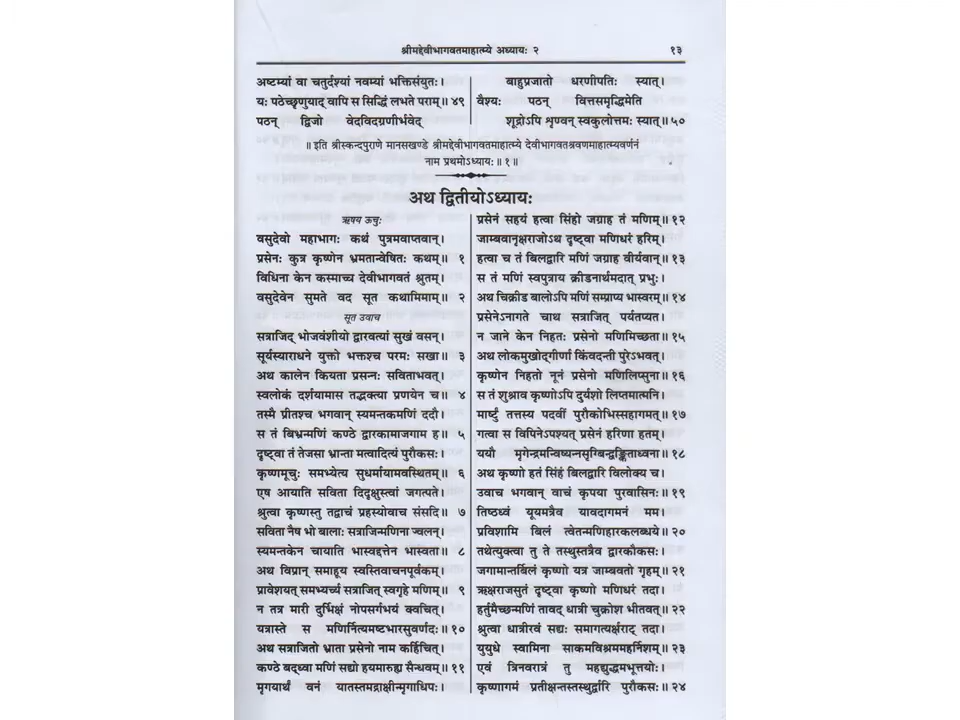 श्रीमद्देवीभागवतमाहात्म्ये अध्यायः २
१३
अष्टम्यां वा चतुर्दश्यां नवम्यां भक्तिसंयुतः।
यः पठेच्छृणुयाद् वापि स सिद्धिं लभते पराम्॥ ४९
पठन् द्विजो वेदविदग्रणीर्भवेद्
बाहुप्रजातो धरणीपतिः स्यात्।
वैश्यः पठन् वित्तसमृद्धिमेति
शूद्रोऽपि शृण्वन् स्वकुलोत्तमः स्यात्॥ ५०
॥ इति श्रीस्कन्दपुराणे मानसखण्डे श्रीमद्देवीभागवतमाहात्म्ये देवीभागवतश्रवणमाहात्म्यवर्णनं
नाम प्रथमोऽध्यायः॥ १॥
अथ द्वितीयोऽध्यायः
ऋषय ऊचुः
वसुदेवो महाभागः कथं पुत्रमवाप्तवान्।
प्रसेनः कुत्र कृष्णेन भ्रमतान्वेषितः कथम्॥ १
विधिना केन कस्माच्च देवीभागवतं श्रुतम्।
वसुदेवेन सुमते वद सूत कथामिमाम्॥ २
सूत उवाच
सत्राजिद् भोजवंशीयो द्वारवत्यां सुखं वसन्।
सूर्यस्याराधने युक्तो भक्तश्च परमः सखा॥ ३
अथ कालेन कियता प्रसन्नः सविताभवत्।
स्वलोकं दर्शयामास तद्भक्त्या प्रणयेन च॥ ४
तस्मै प्रीतश्च भगवान् स्यमन्तकमणिं ददौ।
स तं बिभ्रन्मणिं कण्ठे द्वारकामाजगाम ह॥ ५
दृष्ट्वा तं तेजसा भ्रान्ता मत्वादित्यं पुरौकसः।
कृष्णमूचुः समभ्येत्य सुधर्मायामवस्थितम्॥ ६
एष आयाति सविता दिदृक्षुस्त्वां जगत्पते।
श्रुत्वा कृष्णस्तु तद्वाचं प्रहस्योवाच संसदि॥ ७
सविता नैष भो बालाः सत्राजिन्मणिना ज्वलन्।
स्यमन्तकेन चायाति भास्वद्दत्तेन भास्वता॥ ८
अथ विप्रान् समाहूय स्वस्तिवाचनपूर्वकम्।
प्रावेशयत् समभ्यर्च्य सत्राजित् स्वगृहे मणिम्॥ ९
न तत्र मारी दुर्भिक्षं नोपसर्गभयं क्वचित्।
यत्रास्ते स मणिर्नित्यमष्टभारसुवर्णदः॥ १०
अथ सत्राजितो भ्राता प्रसेनो नाम कर्हिचित्।
कण्ठे बद्ध्वा मणिं सद्यो हयमारुह्य सैन्धवम्॥ ११
मृगयार्थं वनं यातस्तमद्राक्षीन्मृगाधिपः।
प्रसेनं सहयं हत्वा सिंहो जग्राह तं मणिम्॥ १२
जाम्बवानृक्षराजोऽथ दृष्ट्वा मणिधरं हरिम्।
हत्वा च तं बिलद्वारि मणिं जग्राह वीर्यवान्॥ १३
स तं मणिं स्वपुत्राय क्रीडनार्थमदात् प्रभुः।
अथ चिक्रीड बालोऽपि मणिं सम्प्राप्य भास्वरम्॥ १४
प्रसेनेऽनागते चाथ सत्राजित् पर्यतप्यत।
न जाने केन निहतः प्रसेनो मणिमिच्छता॥ १५
अथ लोकमुखोद्गीर्णा किंवदन्ती पुरेऽभवत्।
कृष्णेन निहतो नूनं प्रसेनो मणिलिप्सुना॥ १६
स तं शुश्राव कृष्णोऽपि दुर्यशो लिप्तमात्मनि।
मार्ष्टुं तत्तस्य पदवीं पुरौकोभिस्सहागमत्॥ १७
गत्वा स विपिनेऽपश्यत् प्रसेनं हरिणा हतम्।
ययौ मृगेन्द्रमन्विष्यन्नसृग्बिन्द्वङ्किताध्वना॥ १८
अथ कृष्णो हतं सिंहं बिलद्वारि विलोक्य च।
उवाच भगवान् वाचं कृपया पुरवासिनः॥ १९
तिष्ठध्वं यूयमत्रैव यावदागमनं मम।
प्रविशामि बिलं त्वेतन्मणिहारकलब्धये॥ २०
तथेत्युक्त्वा तु ते तस्थुस्तत्रैव द्वारकौकसः।
जगामान्तर्बिलं कृष्णो यत्र जाम्बवतो गृहम्॥ २१
ऋक्षराजसुतं दृष्ट्वा कृष्णो मणिधरं तदा।
हर्तुमैच्छन्मणिं तावद् धात्री चुक्रोश भीतवत्॥ २२
श्रुत्वा धात्रीरवं सद्यः समागत्यर्क्षराट् तदा।
युयुधे स्वामिना साकमविश्रममहर्निशम्॥ २३
एवं त्रिनवरात्रं तु महद्युद्धमभूत्तयोः।
कृष्णागमं प्रतीक्षन्तस्तस्थुर्द्वारि पुरौकसः॥ २४